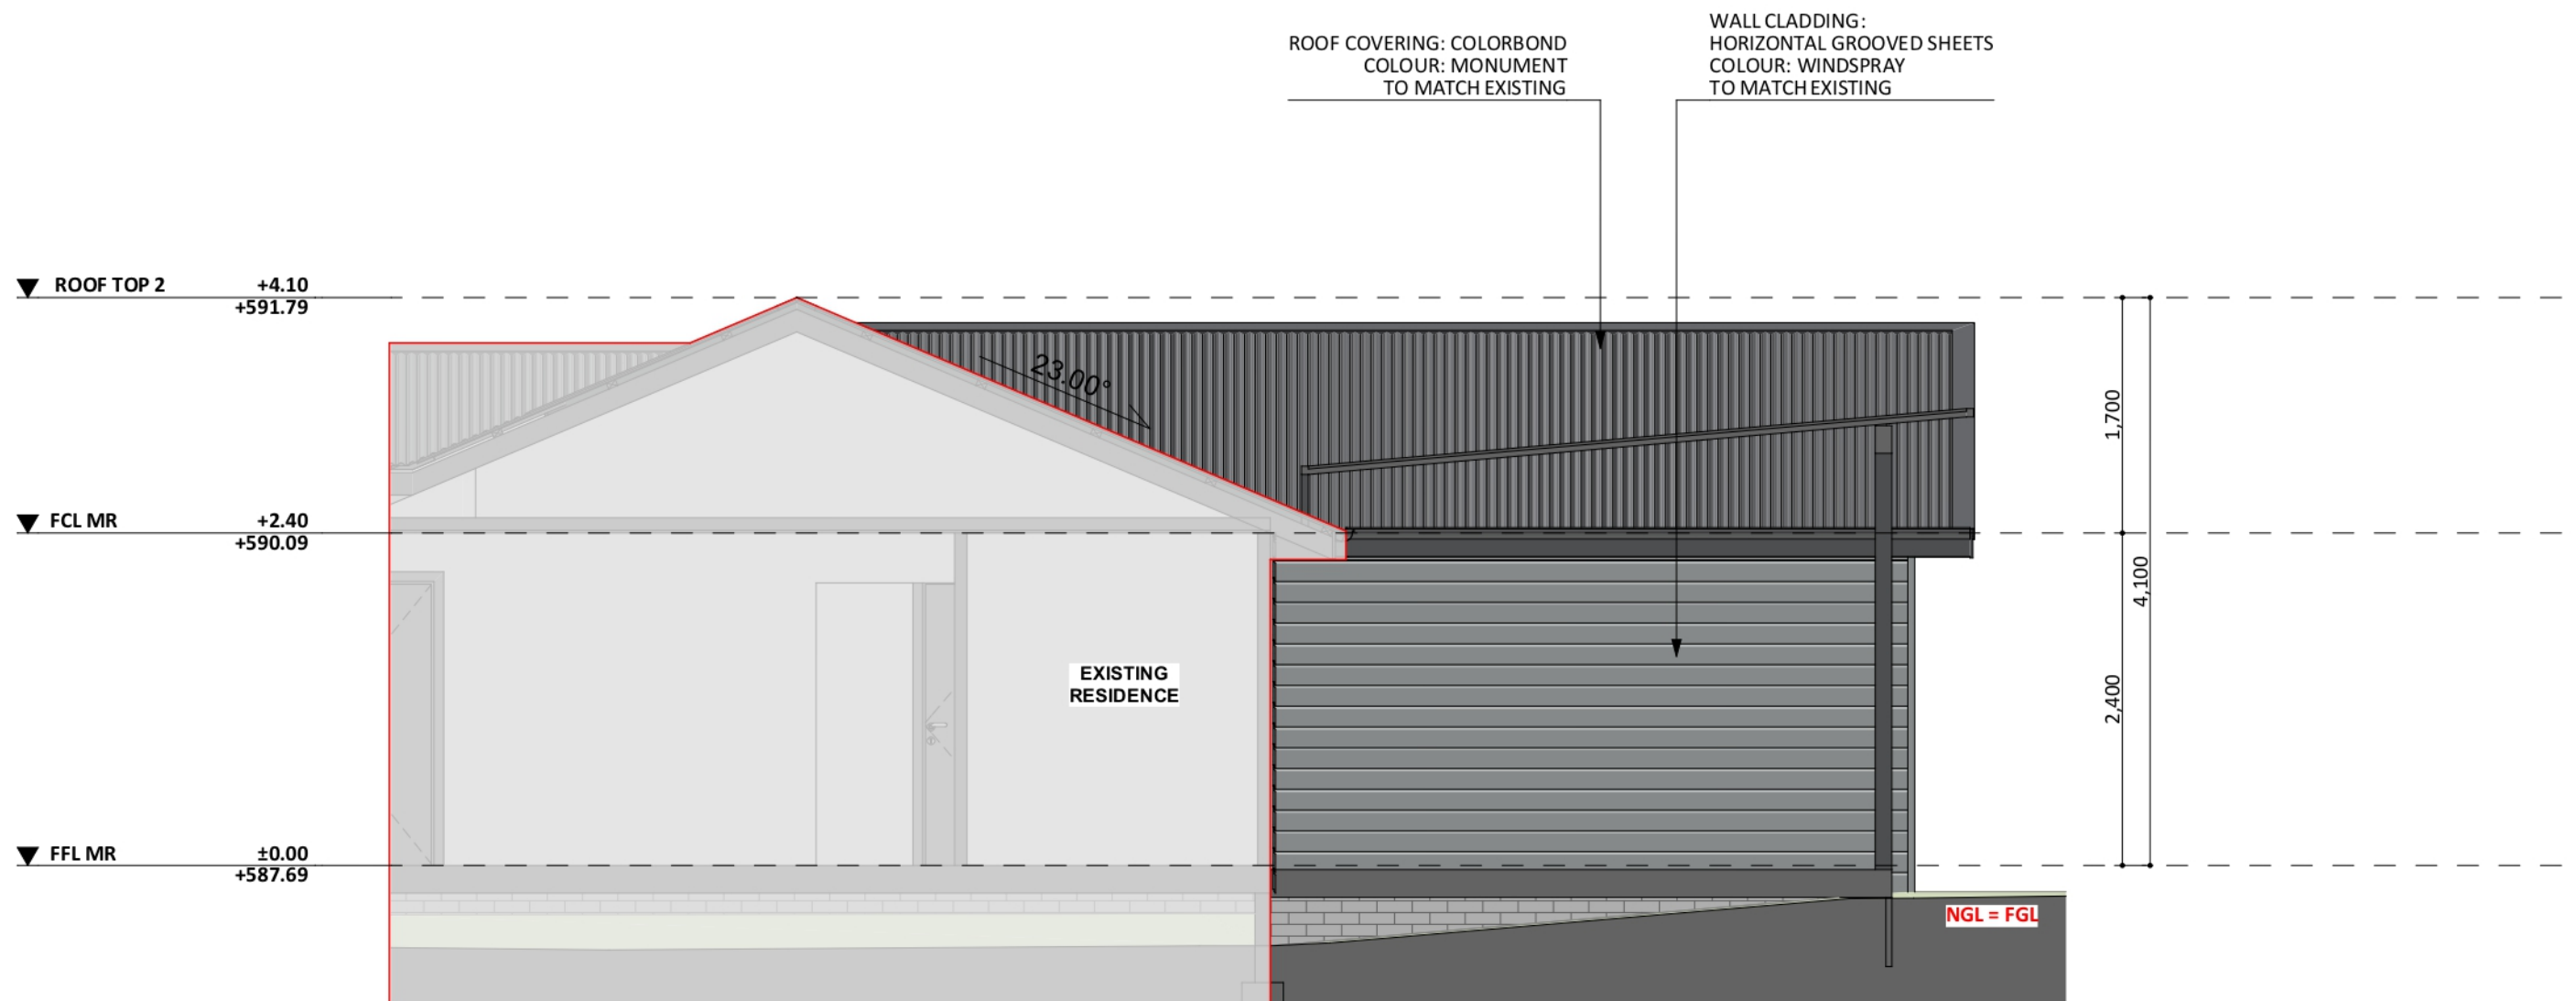 WALL CLADDING:
ROOF COVERING: COLORBOND
HORIZONTAL GROOVED SHEETS
COLOUR: MONUMENT
COLOUR: WINDSPRAY
TO MATCH EXISTING
TO MATCH EXISTING
ROOF TOP 2 +4.10
+591.79
23.00°
1,700
FCL MR +2.40
+590.09
4,100
EXISTING
RESIDENCE
2,400
FFL MR ±0.00
+587.69
NGL = FGL